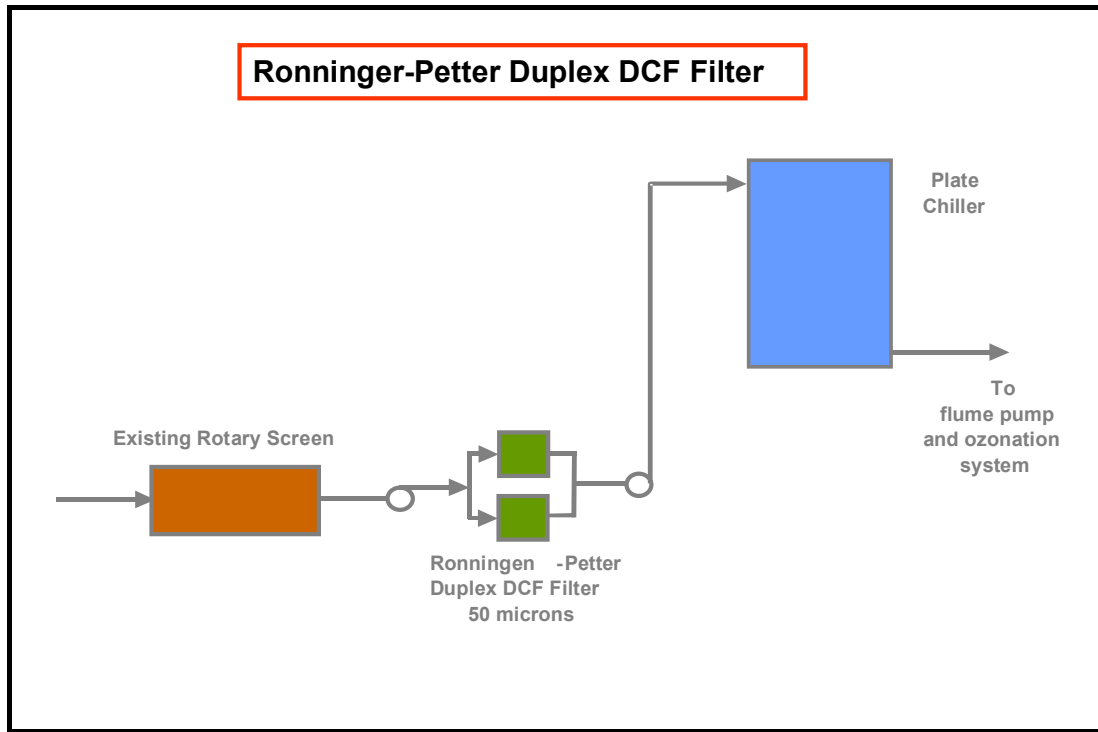 Ronninger-Petter Duplex DCF Filter
Plate
Chiller
To
flume pump
and ozonation
system
Existing Rotary Screen
Ronningen -Petter
Duplex DCF Filter
50 microns